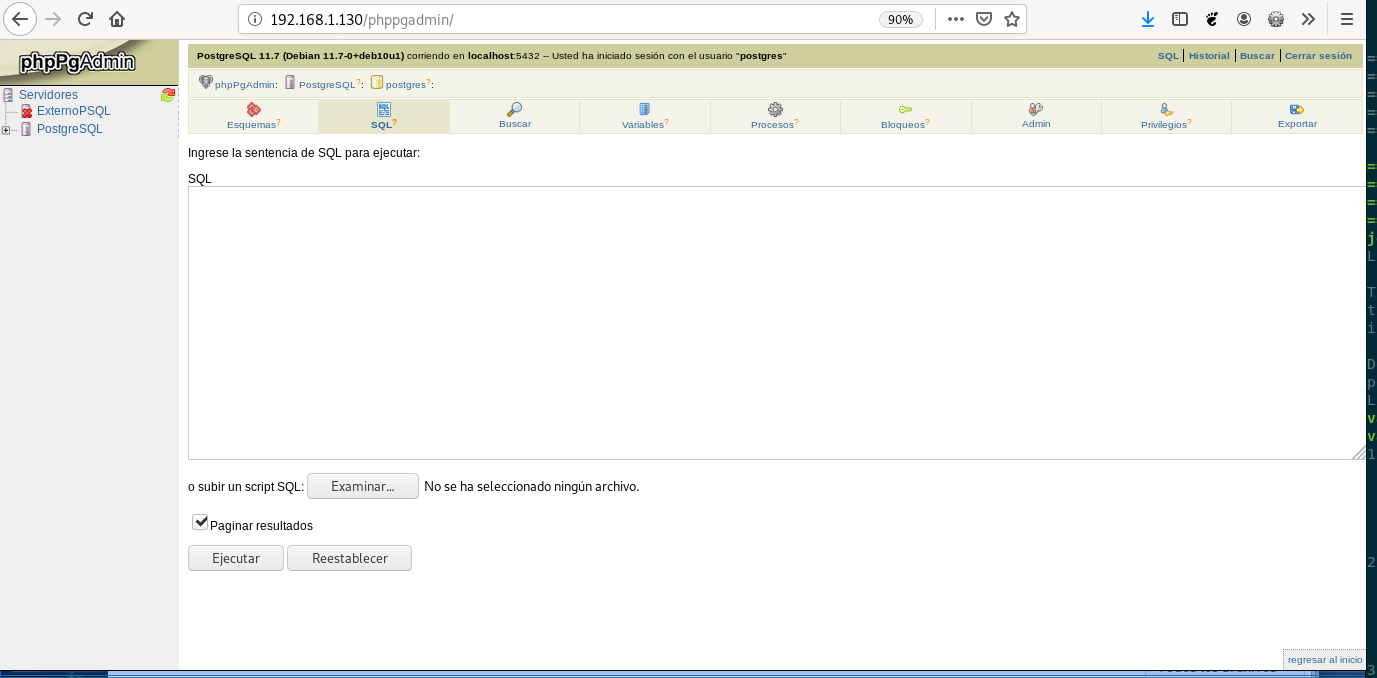 192.168.1.130/phppgadmin/ 90%
phpPgAdmin
PostgreSQL 11.7 (Debian 11.7-0+deb10u1) corriendo en localhost:5432 -- Usted ha iniciado sesión con el usuario "postgres"
SQL | Historial | Buscar | Cerrar sesión
Servidores
ExternoPSQL
PostgreSQL
phpPgAdmin: PostgreSQL?: postgres?:
Esquemas? SQL? Buscar Variables? Procesos? Bloqueos? Admin Privilegios? Exportar
Ingrese la sentencia de SQL para ejecutar:
SQL
o subir un script SQL: Examinar... No se ha seleccionado ningún archivo.
Paginar resultados
Ejecutar Reestablecer
regresar al inicio
=
=
=
=
=
=
=
=
=
j
L
T
t
i
D
p
L
v
v
1
2
3